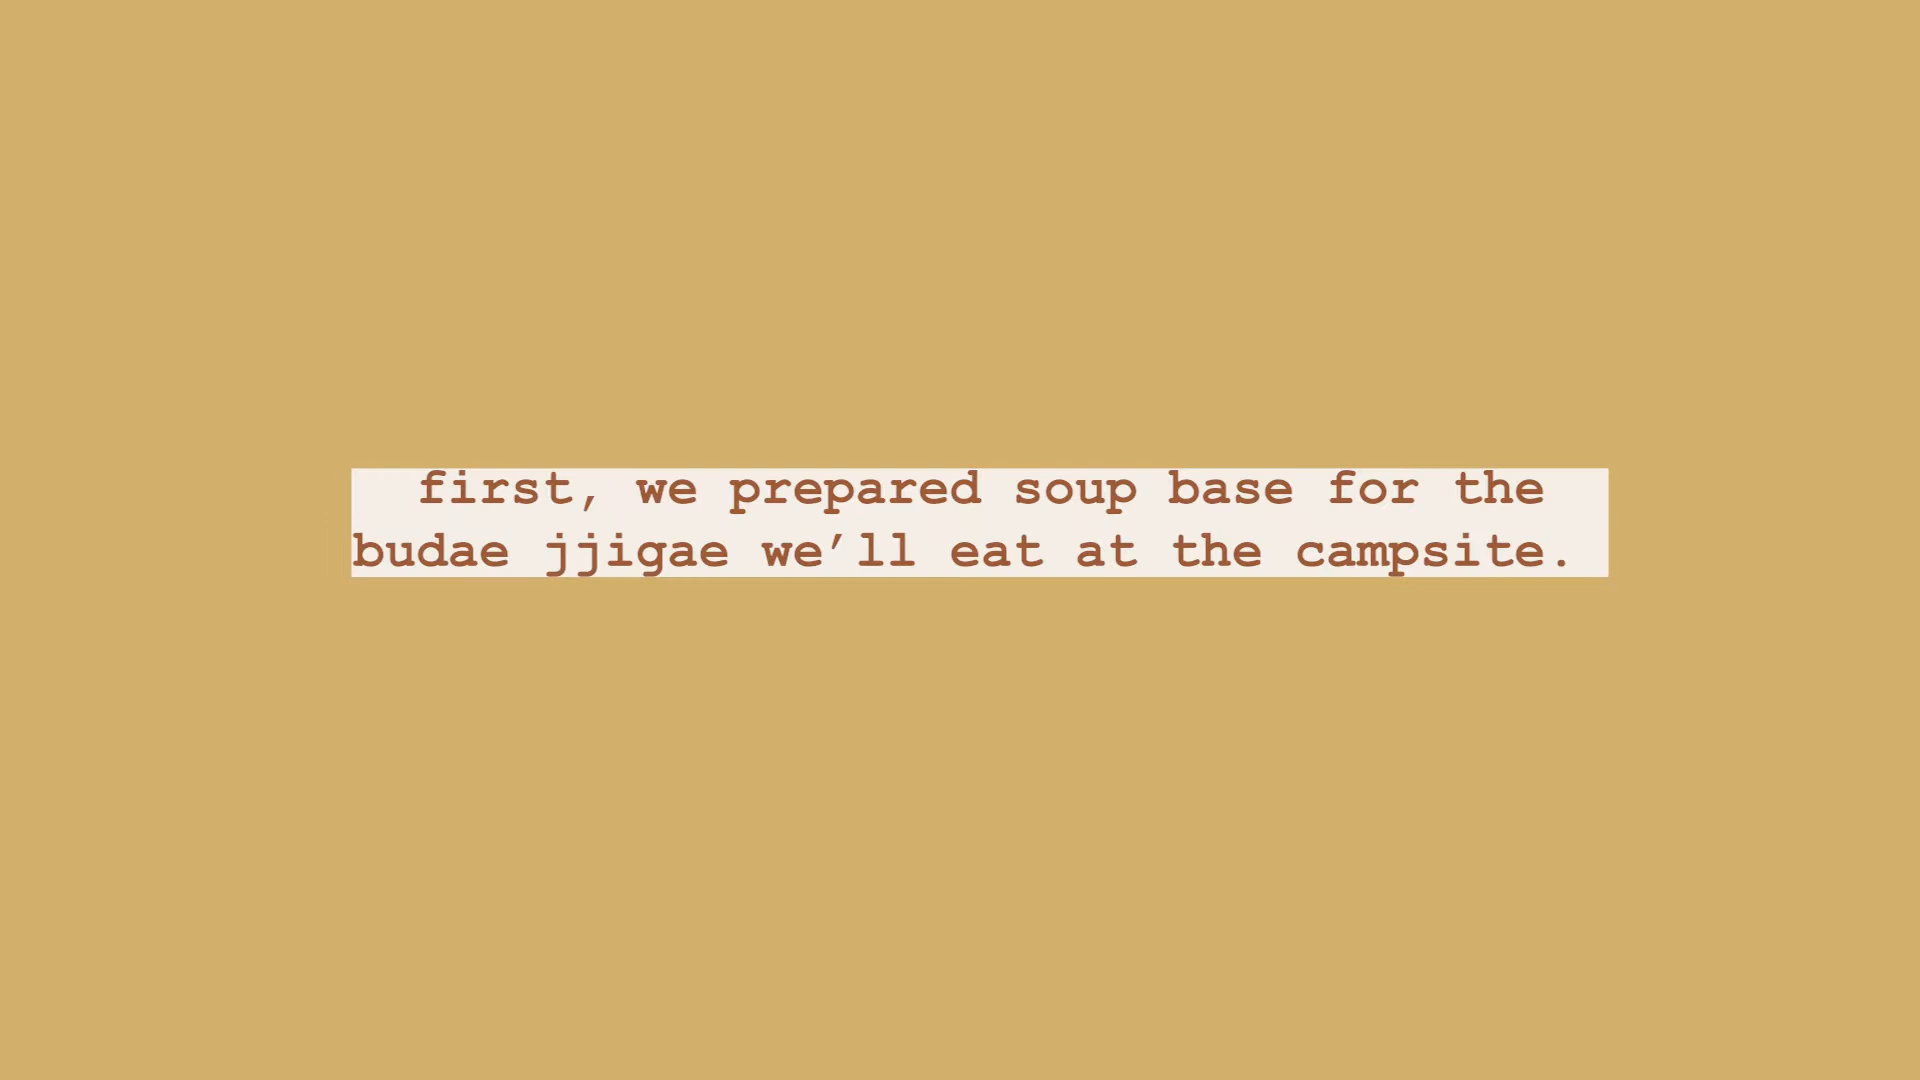 first, we prepared soup base for the
budae jjigae we’ll eat at the campsite.